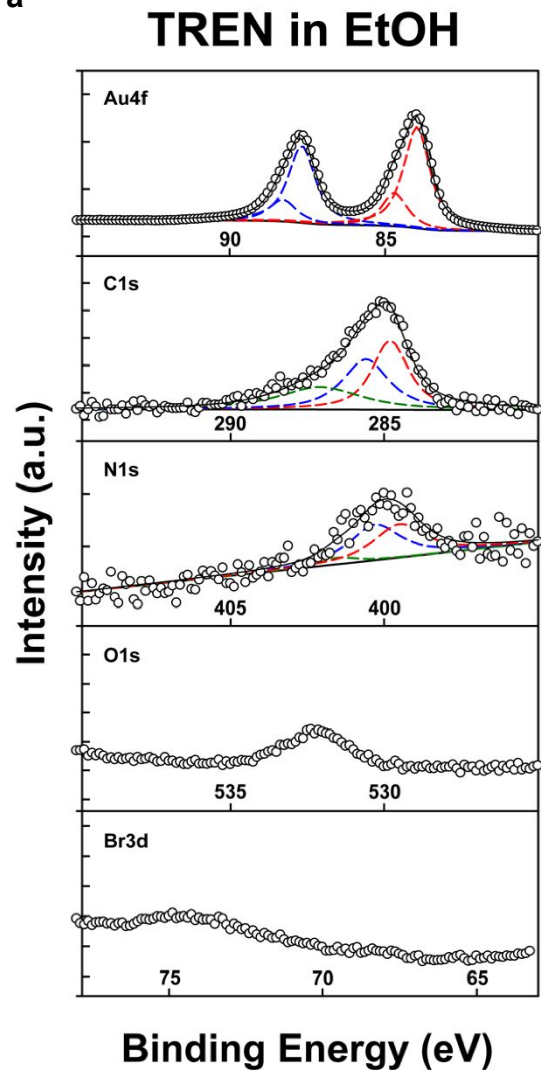 a
TREN in EtOH
Au4f
90 85
C1s
290 285
N1s
405 400
O1s
535 530
Br3d
75 70 65
Intensity (a.u.)
Binding Energy (eV)